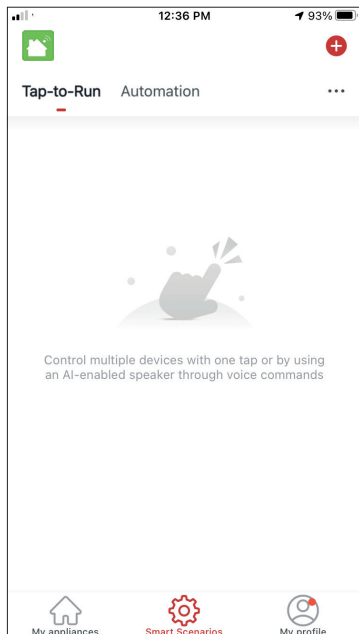 12:36 PM
93%
Tap-to-Run
Automation
Control multiple devices with one tap or by using
an AI-enabled speaker through voice commands
My appliances
Smart Scenarios
My profile